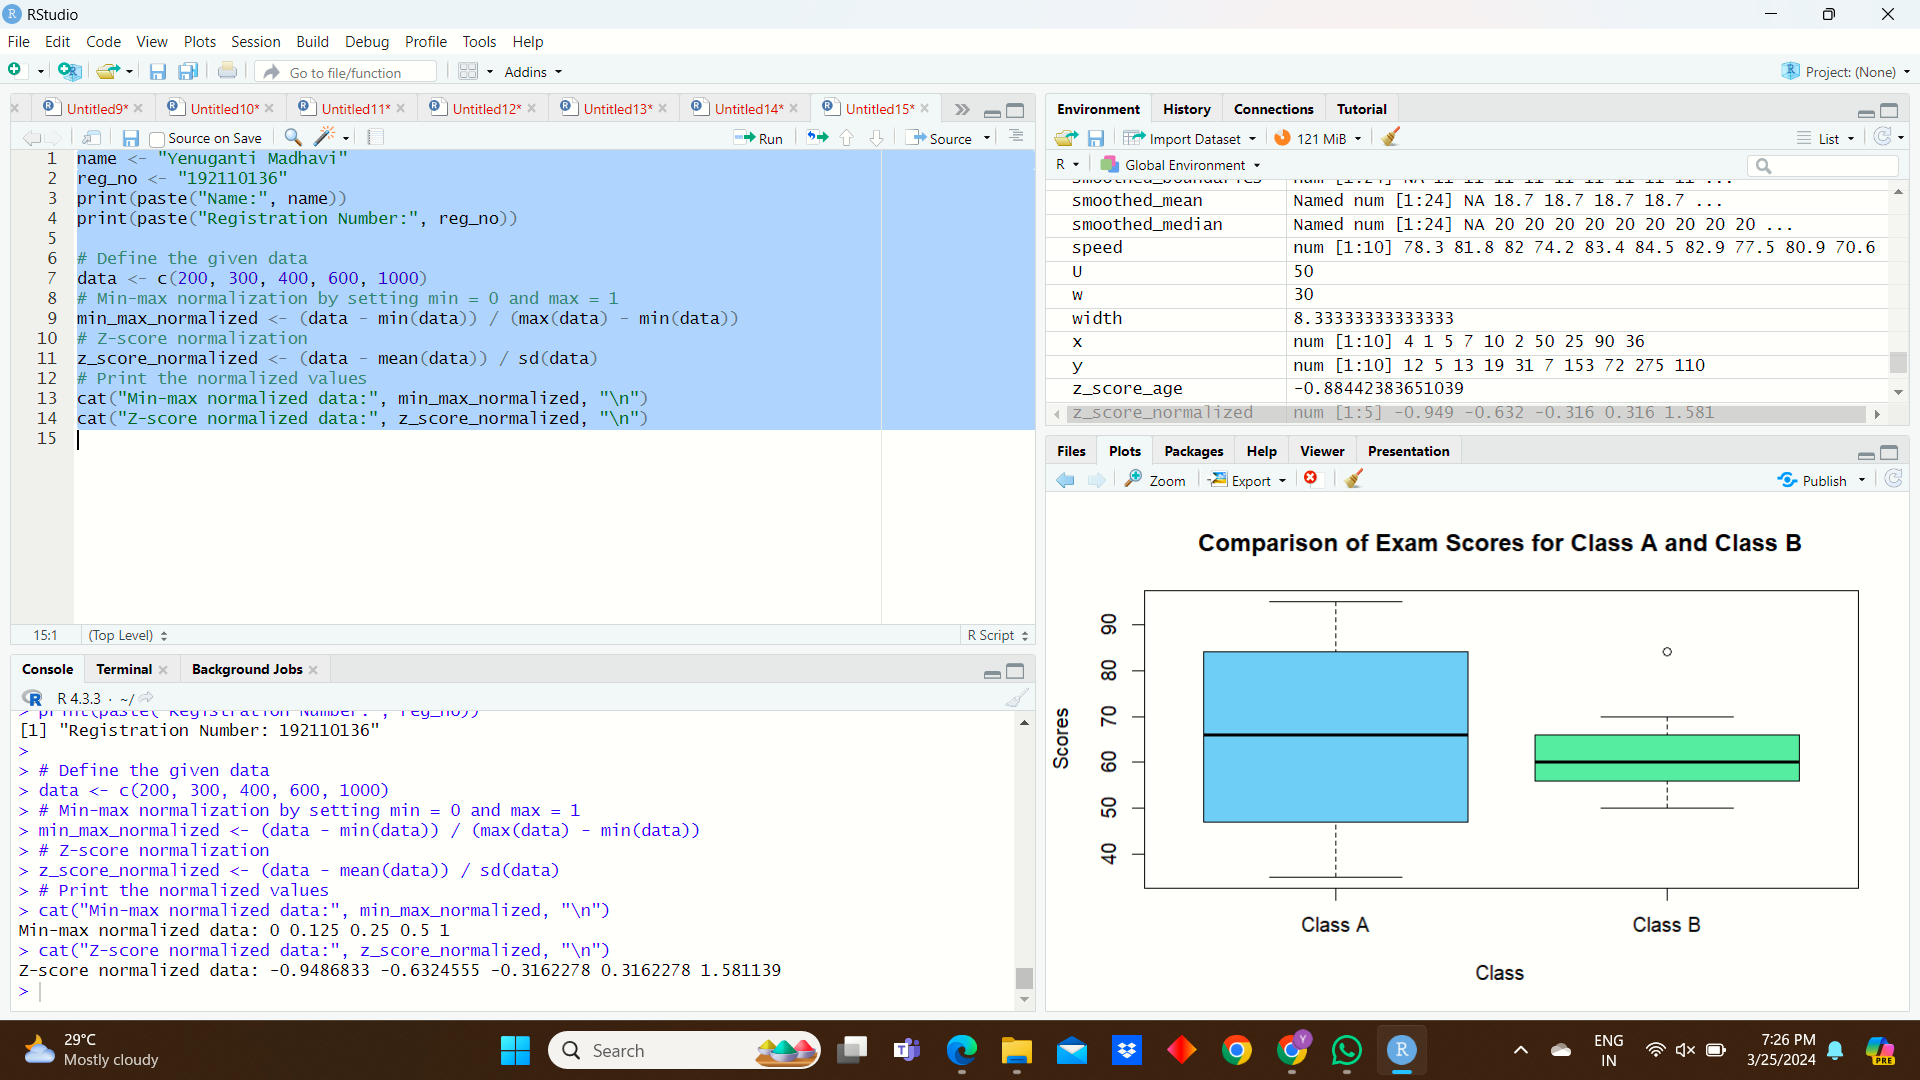 RStudio
File Edit Code View Plots Session Build Debug Profile Tools Help
Go to file/function Addins Project: (None)
Untitled9* Untitled10* Untitled11* Untitled12* Untitled13* Untitled14* Untitled15*
Source on Save Run Source
1 name <- "Yenuganti Madhavi"
2 reg_no <- "192110136"
3 print(paste("Name:", name))
4 print(paste("Registration Number:", reg_no))
5
6 # Define the given data
7 data <- c(200, 300, 400, 600, 1000)
8 # Min-max normalization by setting min = 0 and max = 1
9 min_max_normalized <- (data - min(data)) / (max(data) - min(data))
10 # Z-score normalization
11 z_score_normalized <- (data - mean(data)) / sd(data)
12 # Print the normalized values
13 cat("Min-max normalized data:", min_max_normalized, "\n")
14 cat("Z-score normalized data:", z_score_normalized, "\n")
15
15:1 (Top Level) R Script
Console Terminal Background Jobs
R 4.3.3 · ~/
> print(paste("Registration Number:", reg_no))
[1] "Registration Number: 192110136"
>
> # Define the given data
> data <- c(200, 300, 400, 600, 1000)
> # Min-max normalization by setting min = 0 and max = 1
> min_max_normalized <- (data - min(data)) / (max(data) - min(data))
> # Z-score normalization
> z_score_normalized <- (data - mean(data)) / sd(data)
> # Print the normalized values
> cat("Min-max normalized data:", min_max_normalized, "\n")
Min-max normalized data: 0 0.125 0.25 0.5 1
> cat("Z-score normalized data:", z_score_normalized, "\n")
Z-score normalized data: -0.9486833 -0.6324555 -0.3162278 0.3162278 1.581139
>
Environment History Connections Tutorial
Import Dataset 121 MiB List
R Global Environment
smoothed_boundaries num [1:24] NA 11 11 11 11 11 11 11 11 11 ...
smoothed_mean Named num [1:24] NA 18.7 18.7 18.7 18.7 ...
smoothed_median Named num [1:24] NA 20 20 20 20 20 20 20 20 20 ...
speed num [1:10] 78.3 81.8 82 74.2 83.4 84.5 82.9 77.5 80.9 70.6
U 50
w 30
width 8.33333333333333
x num [1:10] 4 1 5 7 10 2 50 25 90 36
y num [1:10] 12 5 13 19 31 7 153 72 275 110
z_score_age -0.88442383651039
z_score_normalized num [1:5] -0.949 -0.632 -0.316 0.316 1.581
Files Plots Packages Help Viewer Presentation
Zoom Export Publish
Comparison of Exam Scores for Class A and Class B
Scores
90
80
70
60
50
40
Class A Class B
Class
29°C
Mostly cloudy
Search
ENG
IN
7:26 PM
3/25/2024
PRE